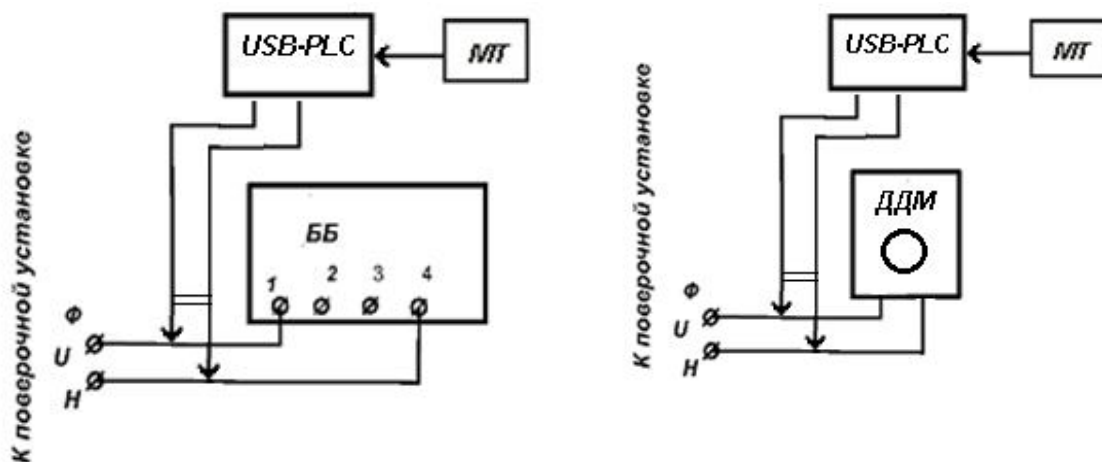 USB-PLC
МТ
К поверочной установке
ББ
1 2 3 4
Ф
U
Н
USB-PLC
МТ
К поверочной установке
ДДМ
Ф
U
Н